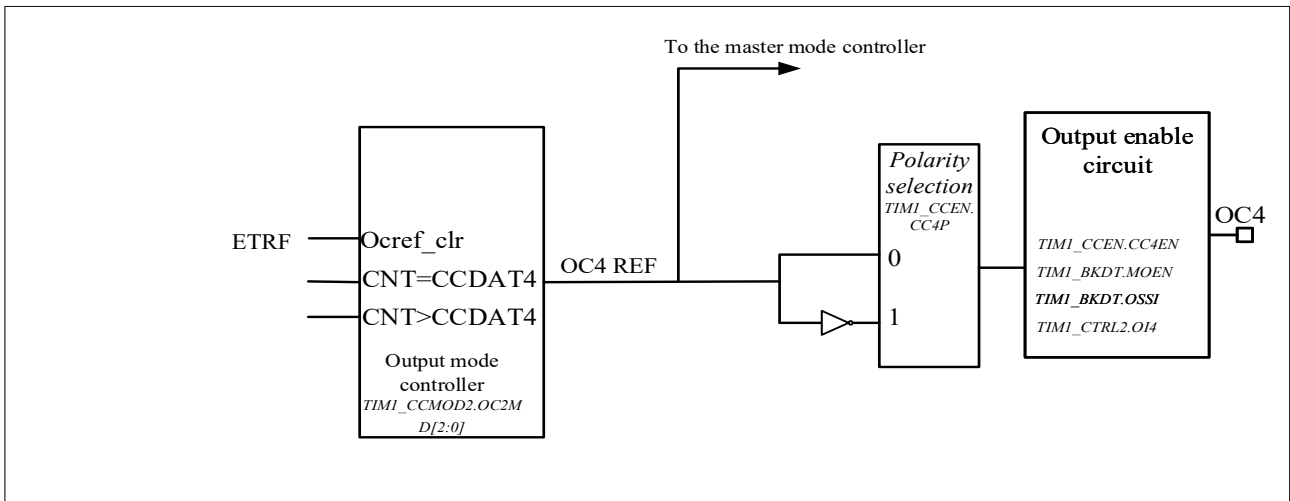 To the master mode controller
ETRF
Ocref_clr
CNT=CCDAT4
CNT>CCDAT4
Output mode
controller
TIM1_CCMOD2.OC2M
D[2:0]
OC4 REF
Polarity
selection
TIM1_CCEN.
CC4P
0
1
Output enable
circuit
TIM1_CCEN.CC4EN
TIM1_BKDT.MOEN
TIM1_BKDT.OSSI
TIM1_CTRL2.OI4
OC4